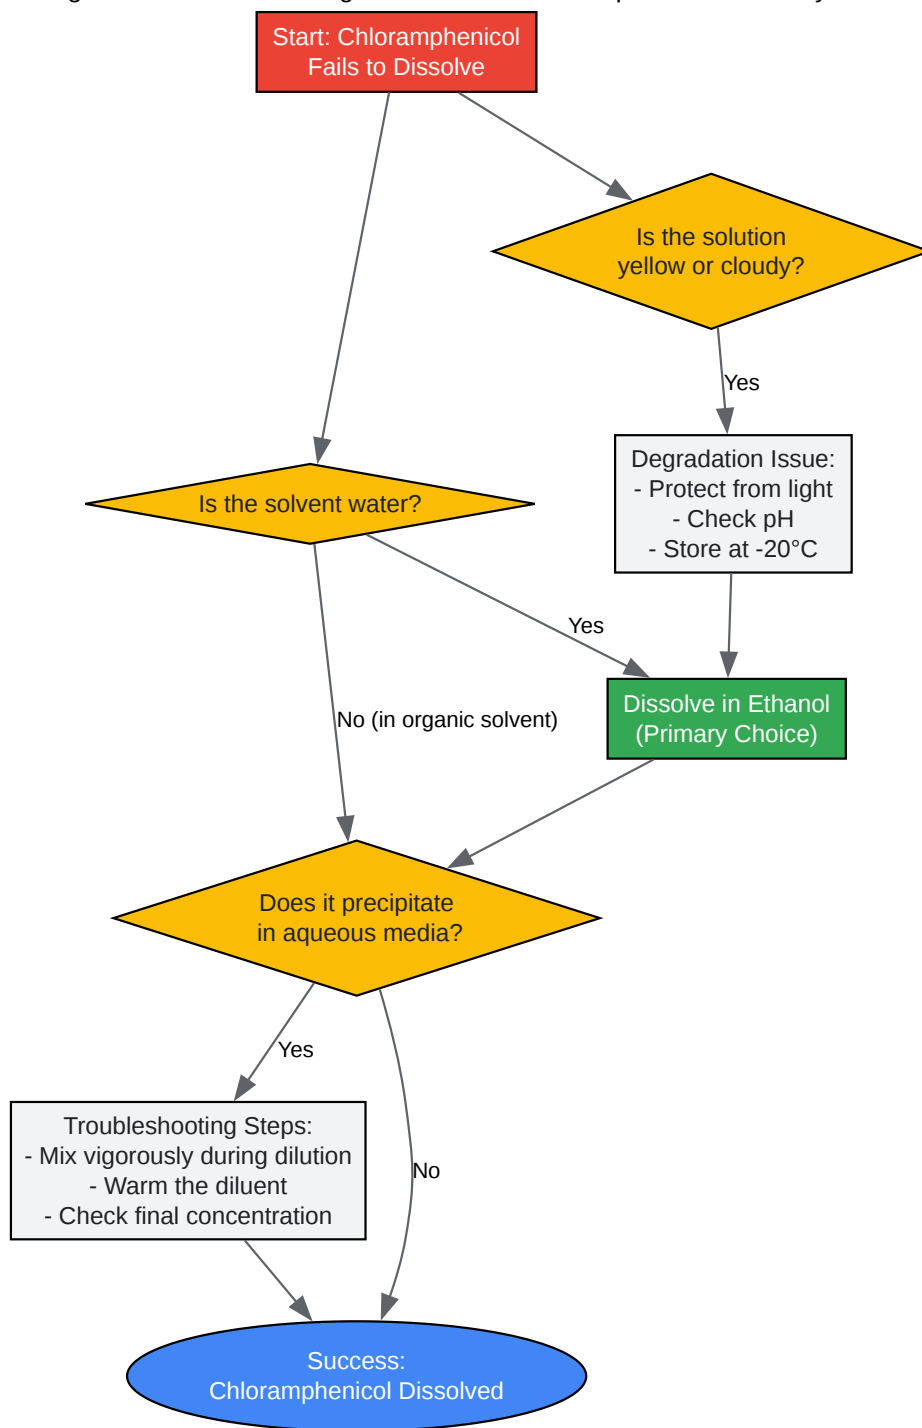 Start: Chloramphenicol
Fails to Dissolve
Is the solution
yellow or cloudy?
Yes
Degradation Issue:
- Protect from light
- Check pH
- Store at -20°C
Is the solvent water?
Yes
No (in organic solvent)
Dissolve in Ethanol
(Primary Choice)
Does it precipitate
in aqueous media?
Yes
No
Troubleshooting Steps:
- Mix vigorously during dilution
- Warm the diluent
- Check final concentration
Success:
Chloramphenicol Dissolved